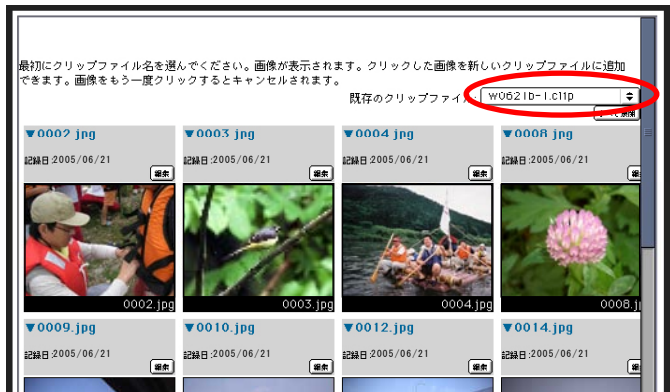 最初にクリップファイル名を選んでください。画像が表示されます。クリックした画像を新しいクリップファイルに追加
できます。画像をもう一度クリックするとキャンセルされます。
既存のクリップファイル: w0621b-1.clip
▼0002 jpg ▼0003 jpg ▼0004 jpg ▼0008 jpg
記録日:2005/06/21 記録日:2005/06/21 記録日:2005/06/21 記録日:2005/06/21
編集 編集 編集 編
0002.jpg 0003.jpg 0004.jpg 0008.j
▼0009.jpg ▼0010.jpg ▼0012.jpg ▼0014.jpg
記録日:2005/06/21 記録日:2005/06/21 記録日:2005/06/21 記録日:2005/06/21
編集 編集 編集 編